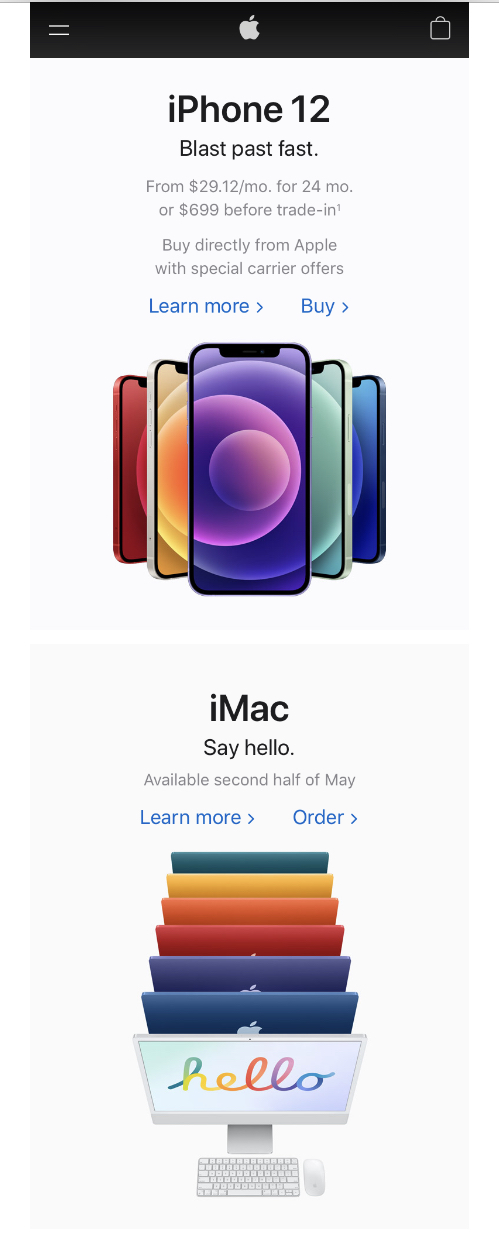 iPhone 12
Blast past fast.
From $29.12/mo. for 24 mo.
or $699 before trade-in¹
Buy directly from Apple
with special carrier offers
Learn more > Buy >
iMac
Say hello.
Available second half of May
Learn more > Order >
hello